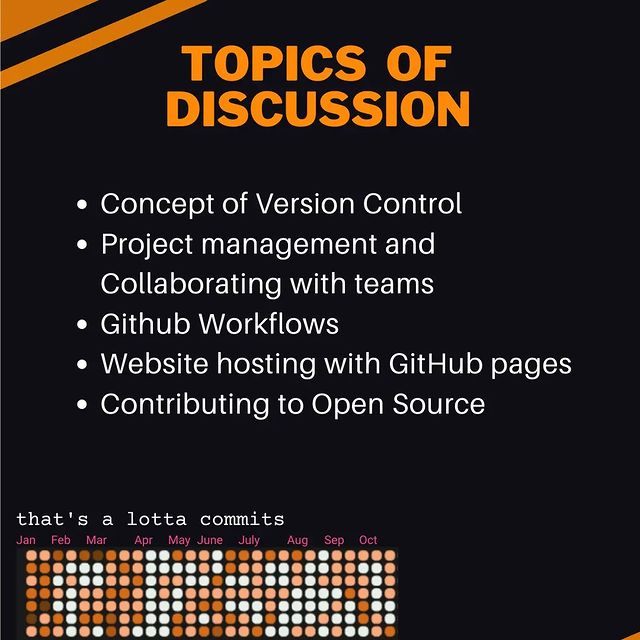 TOPICS OF
DISCUSSION
• Concept of Version Control
• Project management and
Collaborating with teams
• Github Workflows
• Website hosting with GitHub pages
• Contributing to Open Source
that's a lotta commits
Jan Feb Mar Apr May June July Aug Sep Oct